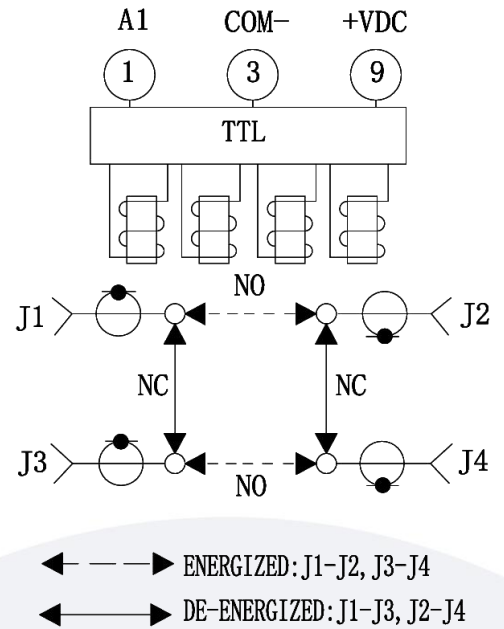 A1 COM- +VDC
1 3 9
TTL
NO
J1 J2
NC NC
J3 J4
NO
ENERGIZED:J1-J2,J3-J4
DE-ENERGIZED:J1-J3,J2-J4